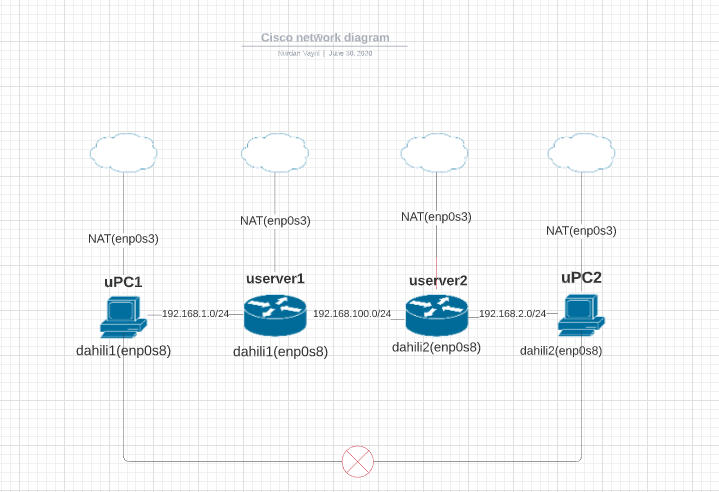 Cisco network diagram
Nurdan Vayni | June 30, 2020
NAT(enp0s3)
NAT(enp0s3)
NAT(enp0s3)
NAT(enp0s3)
uPC1
userver1
userver2
uPC2
192.168.1.0/24
192.168.100.0/24
192.168.2.0/24
dahili1(enp0s8)
dahili1(enp0s8)
dahili2(enp0s8)
dahili2(enp0s8)